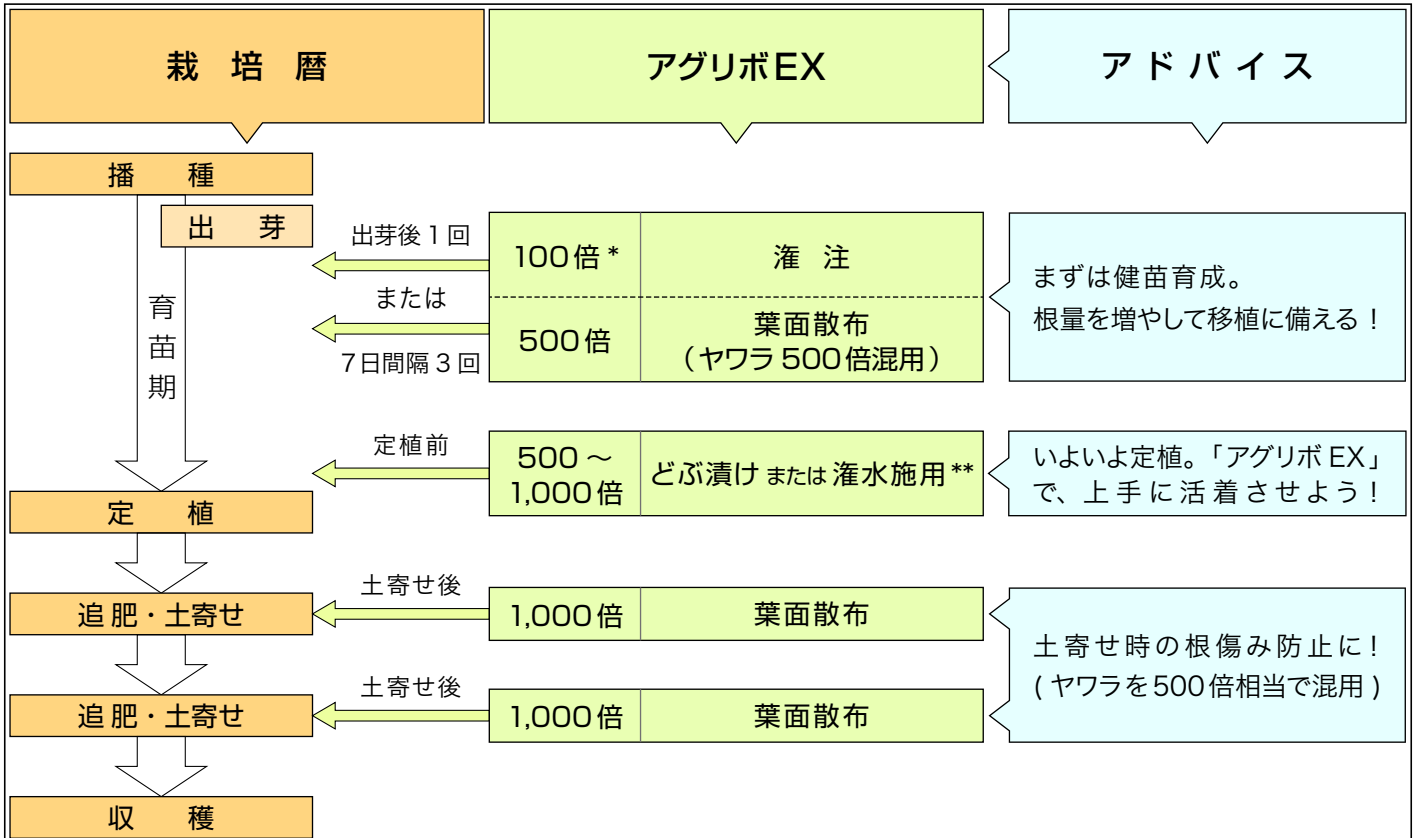 栽培暦
アグリボEX
アドバイス
播種
出芽
育苗期
出芽後1回
または
7日間隔3回
100倍*
潅注
500倍
葉面散布
(ヤワラ500倍混用)
まずは健苗育成。
根量を増やして移植に備える!
定植前
500~
1,000倍
どぶ漬け または 潅水施用**
いよいよ定植。「アグリボEX」
で、上手に活着させよう!
定植
土寄せ後
追肥・土寄せ
1,000倍
葉面散布
土寄せ時の根傷み防止に!
(ヤワラを500倍相当で混用)
土寄せ後
追肥・土寄せ
1,000倍
葉面散布
収穫